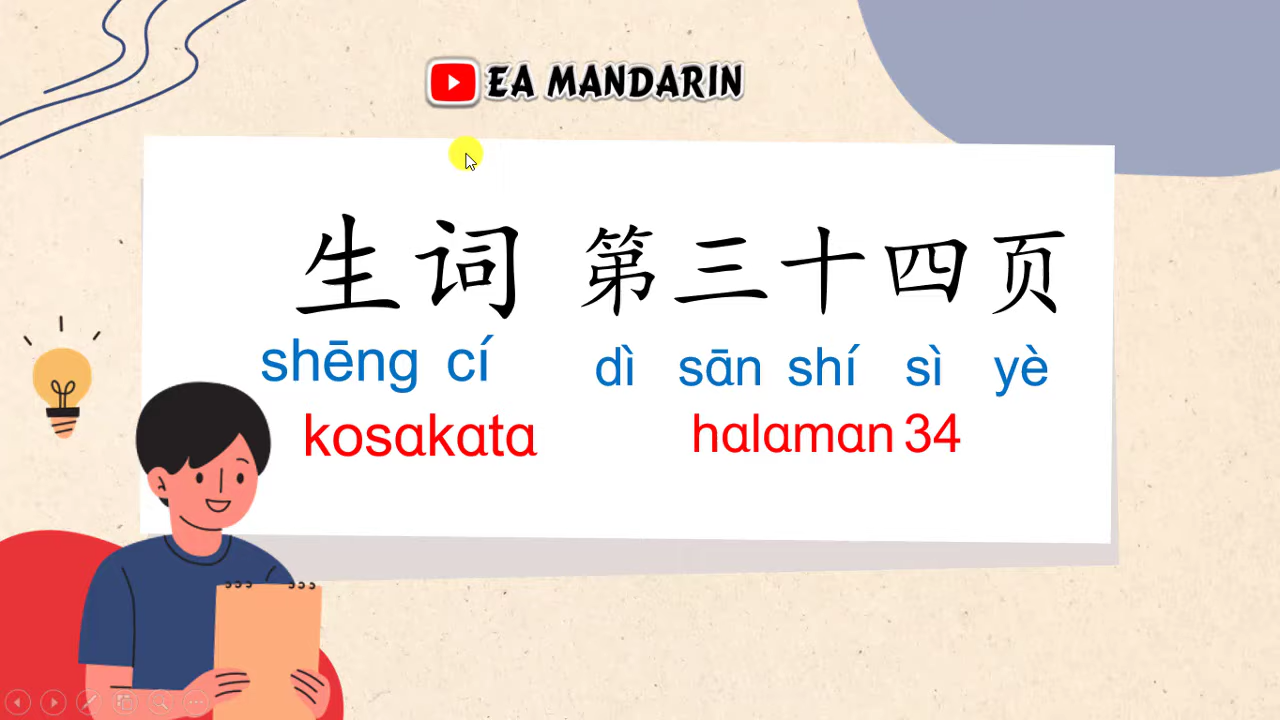 EA MANDARIN
生词 第三十四页
shēng cí dì sān shí sì yè
kosakata halaman 34